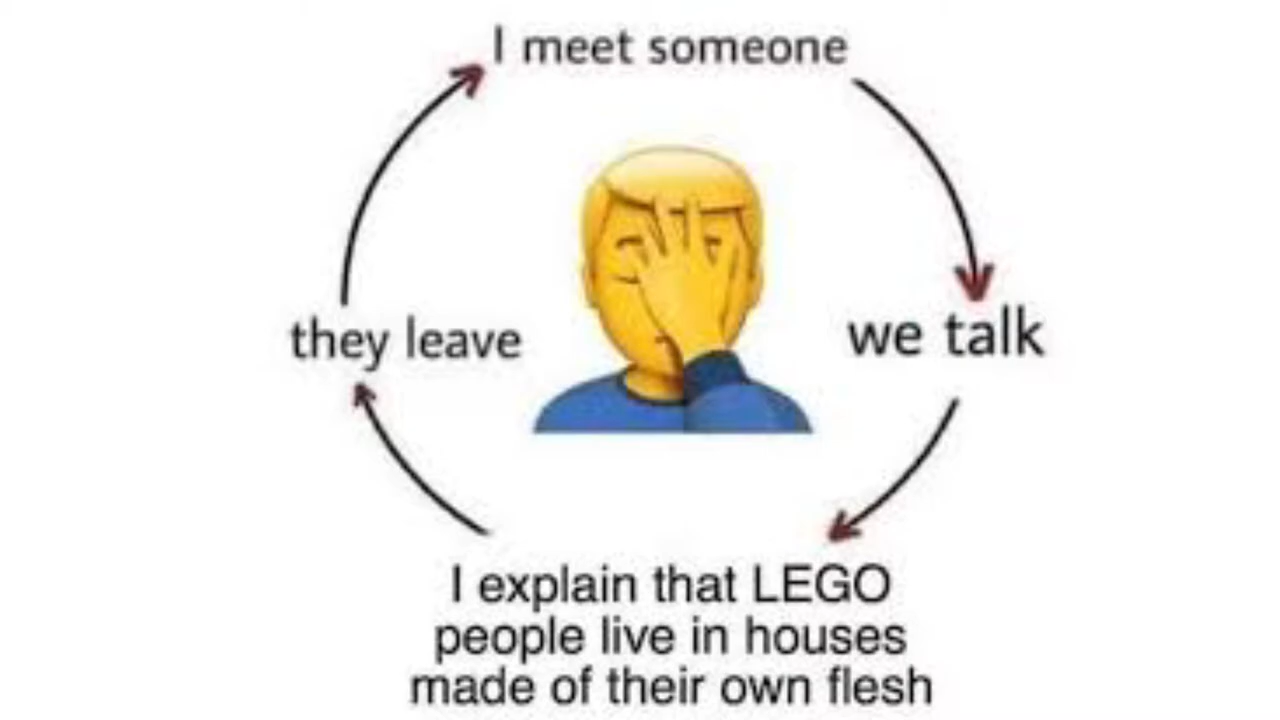 I meet someone
we talk
I explain that LEGO
people live in houses
made of their own flesh
they leave